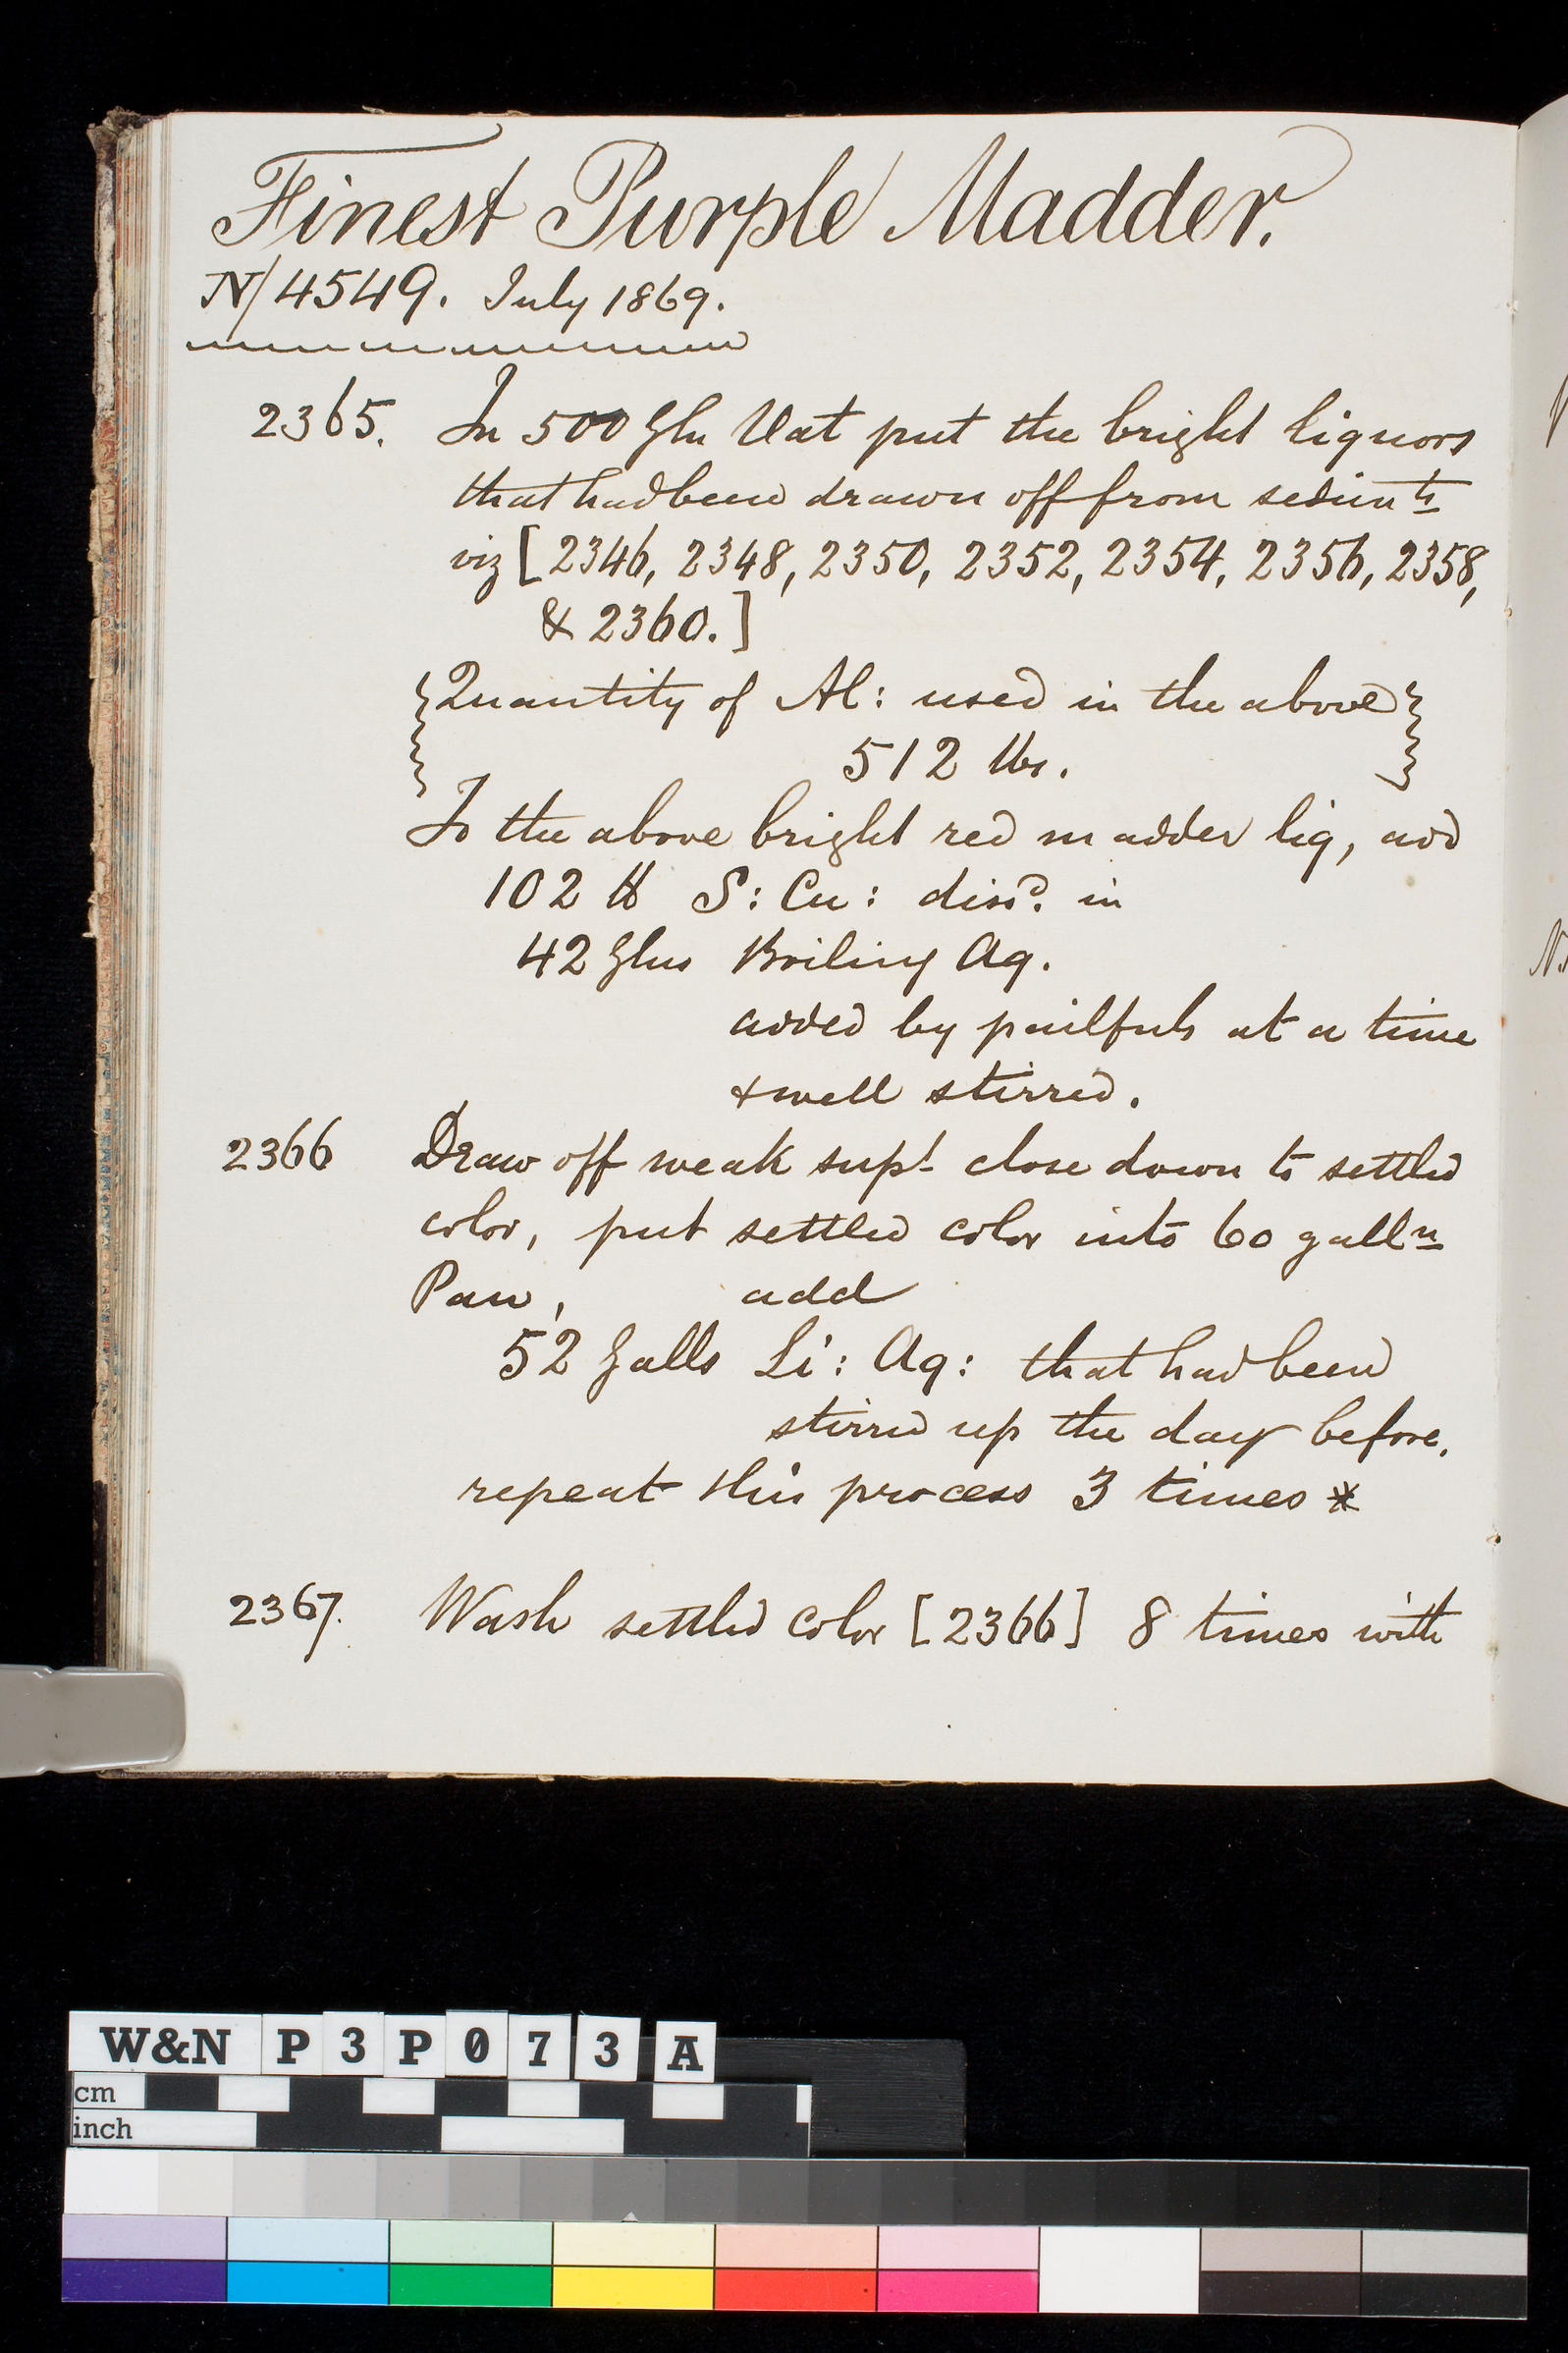 Finest Purple Madder.
N/4549. July 1869.
2365. In 500 Gln Vat put the bright liquors
that had been drawn off from sedimts
viz [2346, 2348, 2350, 2352, 2354, 2356, 2358,
& 2360.]
{Quantity of Al: used in the above}
512 lbs.
To the above bright red madder liq, add
102 lb S: Cu: dissd. in
42 Glns Boiling Aq.
added by pailfuls at a time
& well stirred.
2366 Draw off weak supt close down to settled
color, put settled color into 60 galln
Pan, add
52 Galls Li: Aq: that had been
stirred up the day before.
repeat this process 3 times *
2367. Wash settled color [2366] 8 times with
W&N P3P073A
cm
inch